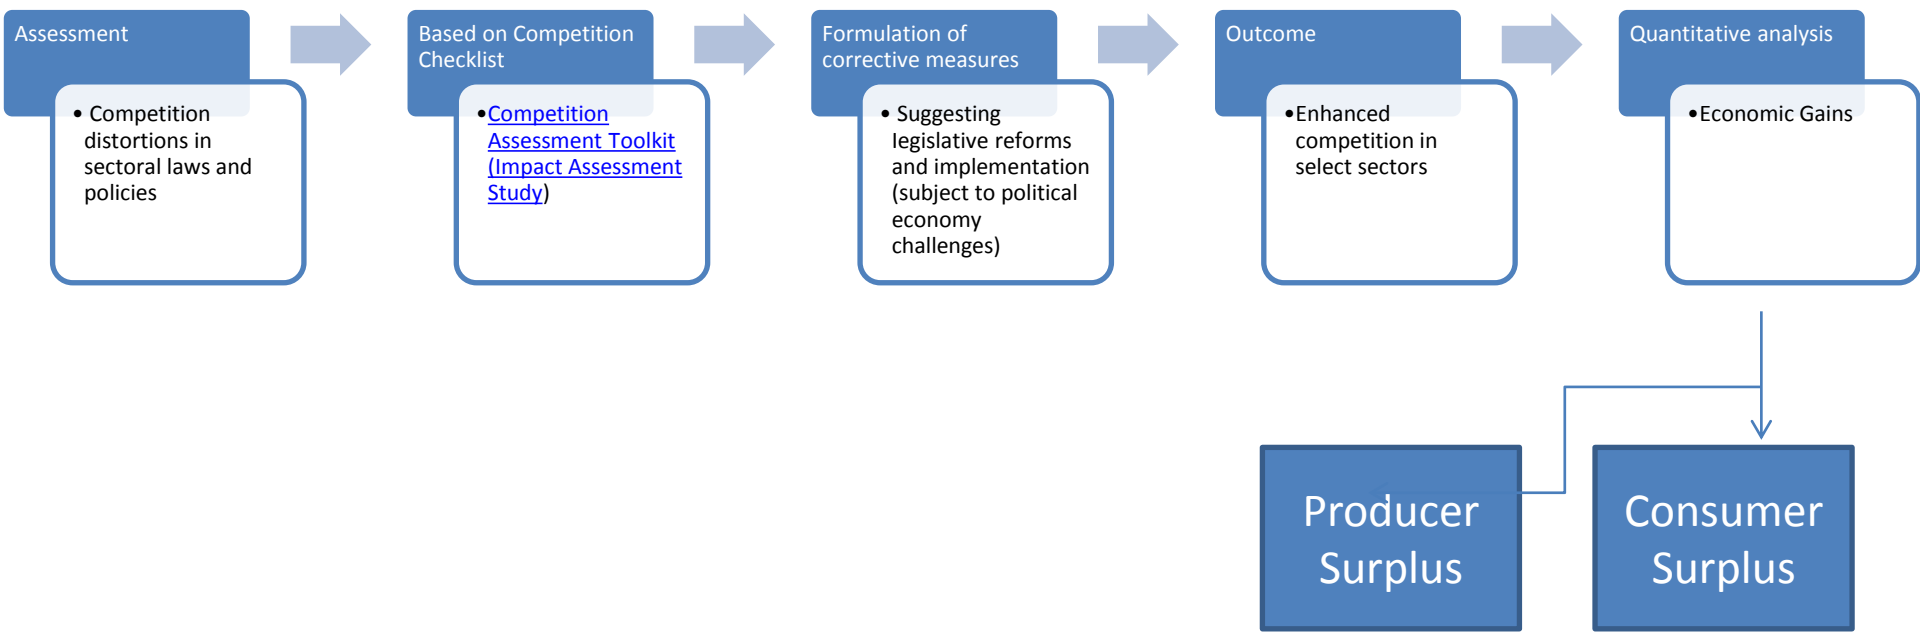 Assessment
• Competition
distortions in
sectoral laws and
policies
Based on Competition
Checklist
•Competition
Assessment Toolkit
(Impact Assessment
Study)
Formulation of
corrective measures
• Suggesting
legislative reforms
and implementation
(subject to political
economy
challenges)
Outcome
•Enhanced
competition in
select sectors
Quantitative analysis
•Economic Gains
Producer
Surplus
Consumer
Surplus